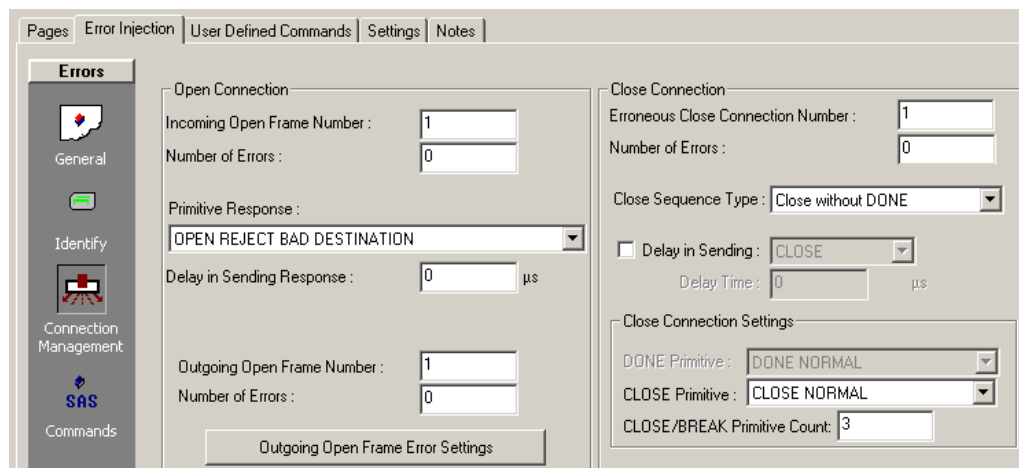 Pages Error Injection User Defined Commands Settings Notes
Errors
General
Identify
Connection
Management
SAS
Commands
Open Connection
Incoming Open Frame Number : 1
Number of Errors : 0
Primitive Response :
OPEN REJECT BAD DESTINATION
Delay in Sending Response : 0 µs
Outgoing Open Frame Number : 1
Number of Errors : 0
Outgoing Open Frame Error Settings
Close Connection
Erroneous Close Connection Number : 1
Number of Errors : 0
Close Sequence Type : Close without DONE
Delay in Sending : CLOSE
Delay Time : 0 µs
Close Connection Settings
DONE Primitive : DONE NORMAL
CLOSE Primitive : CLOSE NORMAL
CLOSE/BREAK Primitive Count: 3